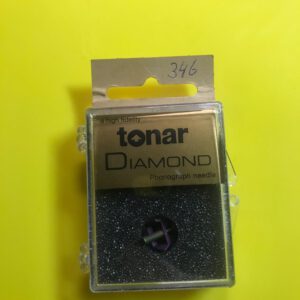 346
a high fidelity
tonar
DIAMOND
Phonograph needle